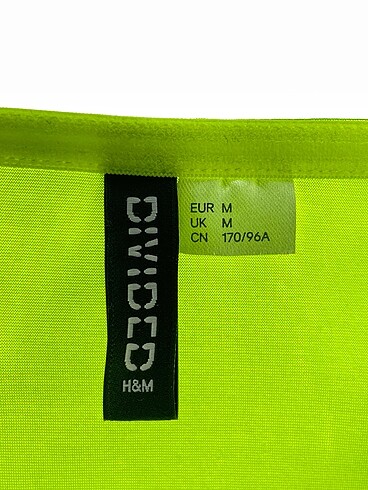 DIVIDED
H&M
EUR M
UK M
CN 170/96A